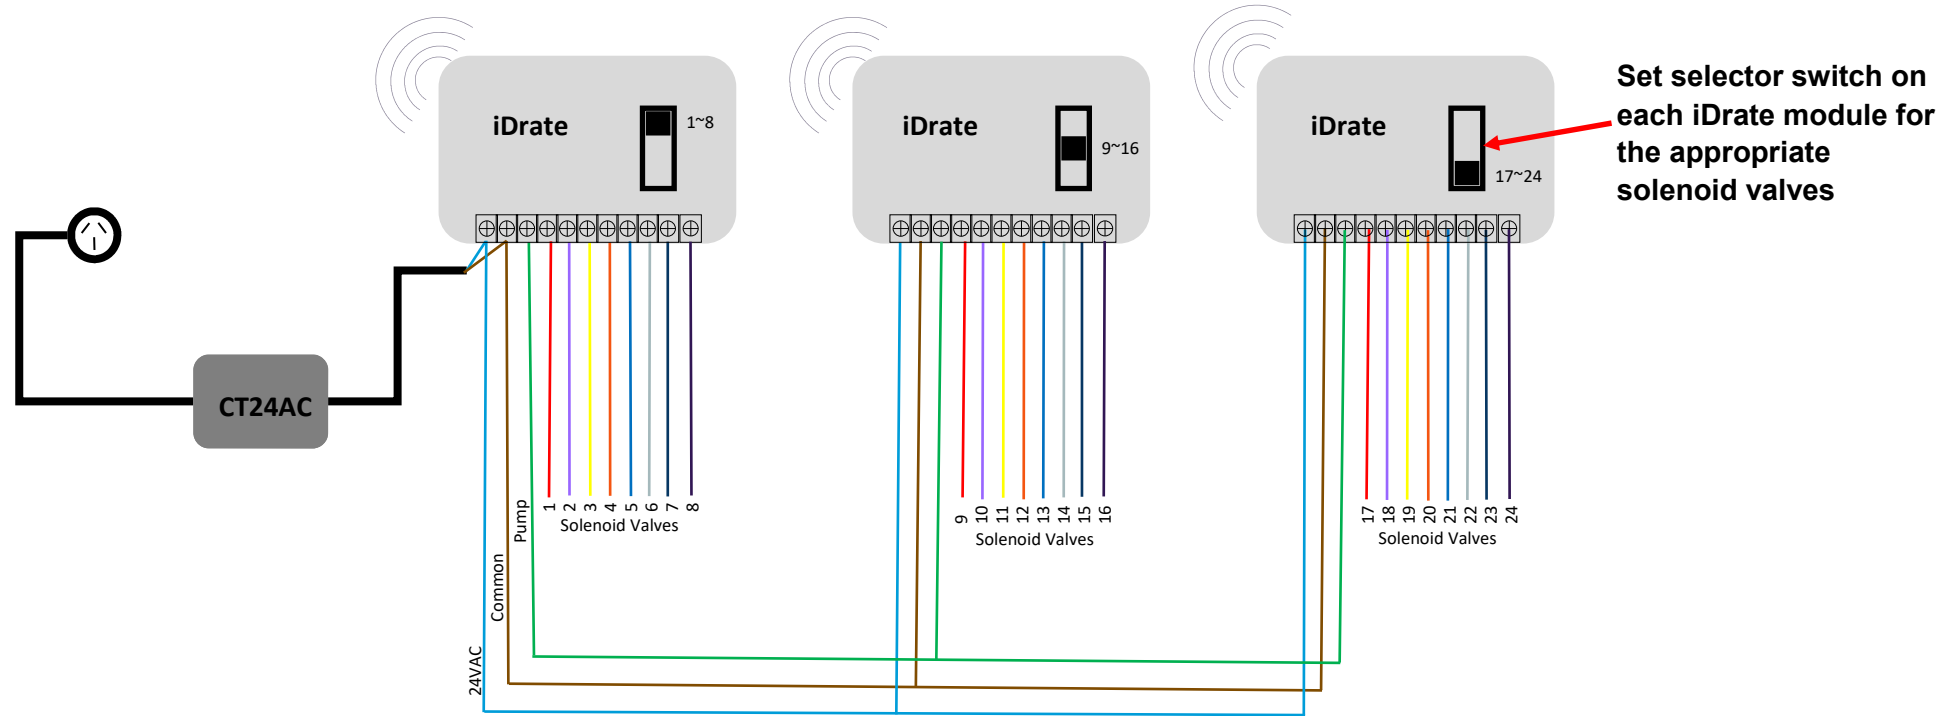 iDrate
1~8
iDrate
9~16
iDrate
17~24
Set selector switch on
each iDrate module for
the appropriate
solenoid valves
CT24AC
24VAC
Common
Pump
1
2
3
4
5
6
7
8
Solenoid Valves
9
10
11
12
13
14
15
16
Solenoid Valves
17
18
19
20
21
22
23
24
Solenoid Valves